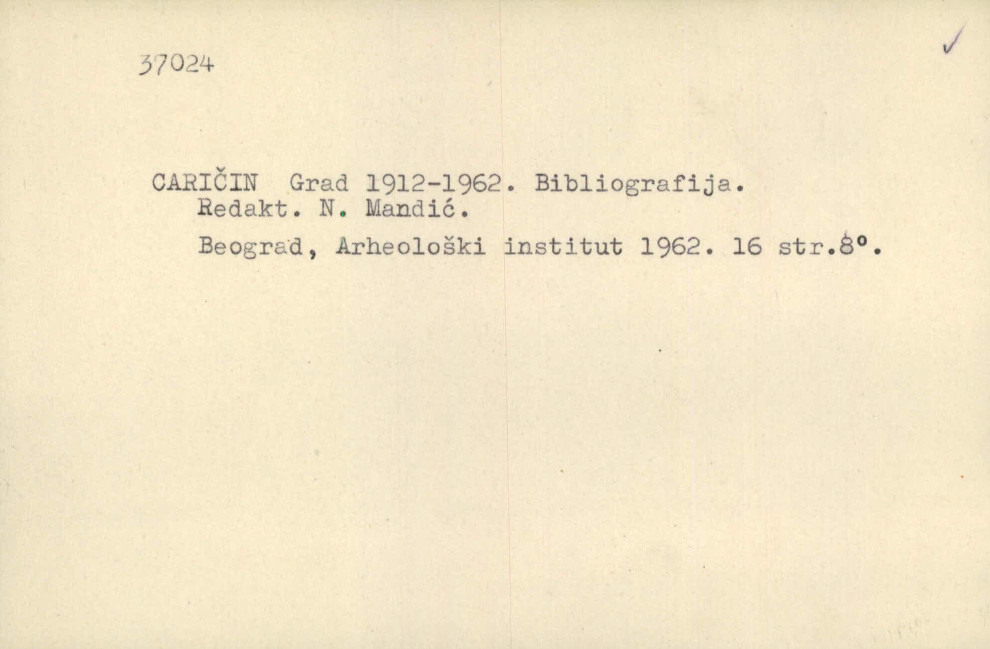 37024
CARIČIN Grad 1912-1962. Bibliografija.
Redakt. N. Mandić.
Beograd, Arheološki institut 1962. 16 str.8°.